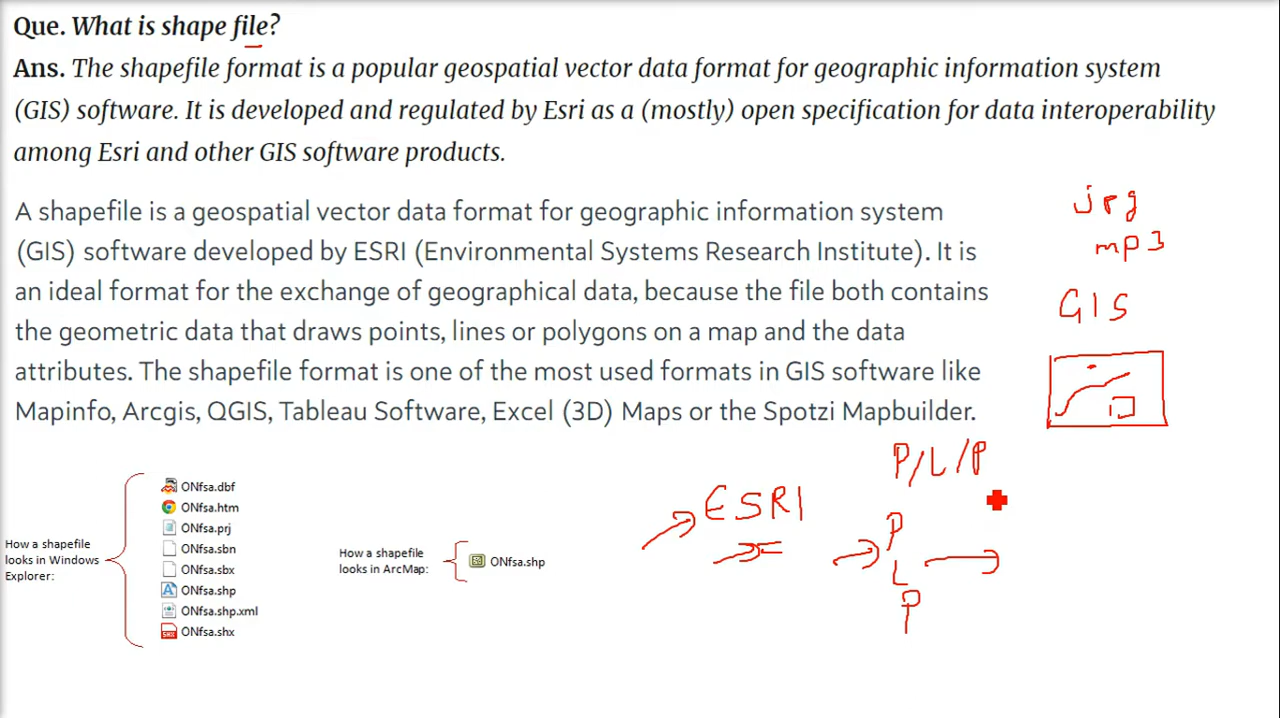 Que. What is shape file?
Ans. The shapefile format is a popular geospatial vector data format for geographic information system
(GIS) software. It is developed and regulated by Esri as a (mostly) open specification for data interoperability
among Esri and other GIS software products.
A shapefile is a geospatial vector data format for geographic information system
(GIS) software developed by ESRI (Environmental Systems Research Institute). It is
an ideal format for the exchange of geographical data, because the file both contains
the geometric data that draws points, lines or polygons on a map and the data
attributes. The shapefile format is one of the most used formats in GIS software like
Mapinfo, Arcgis, QGIS, Tableau Software, Excel (3D) Maps or the Spotzi Mapbuilder.
jpg
mp3
GIS
P/L/P
ESRI
P
L
P
How a shapefile
looks in Windows
Explorer:
ONfsa.dbf
ONfsa.htm
ONfsa.prj
ONfsa.sbn
ONfsa.sbx
ONfsa.shp
ONfsa.shp.xml
ONfsa.shx
How a shapefile
looks in ArcMap:
ONfsa.shp